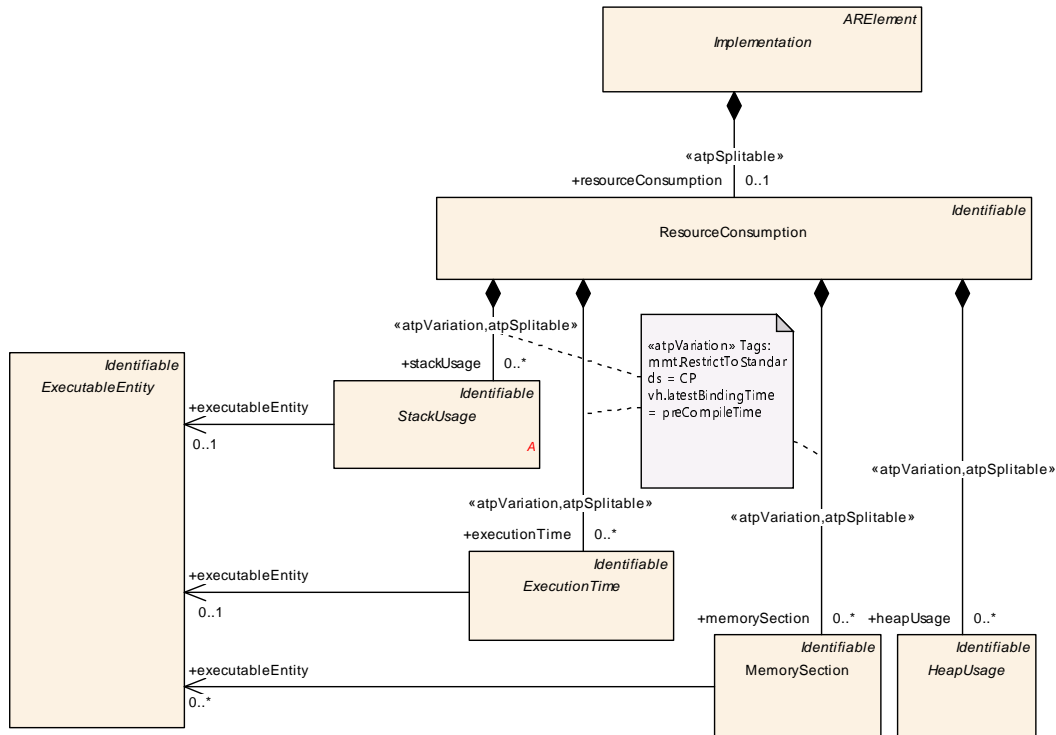 ARElement
Implementation
«atpSplitable»
+resourceConsumption 0..1
Identifiable
ResourceConsumption
«atpVariation,atpSplitable»
+stackUsage 0..*
«atpVariation» Tags:
mmt.RestrictToStandar
ds = CP
vh.latestBindingTime
= preCompileTime
Identifiable
ExecutableEntity
Identifiable
StackUsage
A
+executableEntity
0..1
«atpVariation,atpSplitable»
«atpVariation,atpSplitable»
«atpVariation,atpSplitable»
+executionTime 0..*
Identifiable
ExecutionTime
+executableEntity
0..1
+memorySection 0..*
+heapUsage 0..*
Identifiable
MemorySection
Identifiable
HeapUsage
+executableEntity
0..*